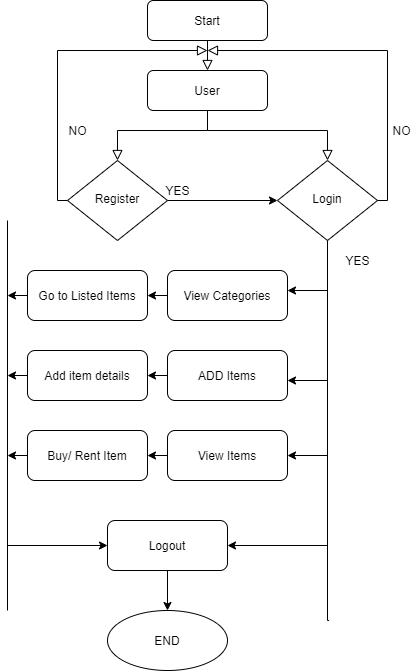 Start
User
NO
NO
Register
YES
Login
YES
Go to Listed Items
View Categories
Add item details
ADD Items
Buy/ Rent Item
View Items
Logout
END